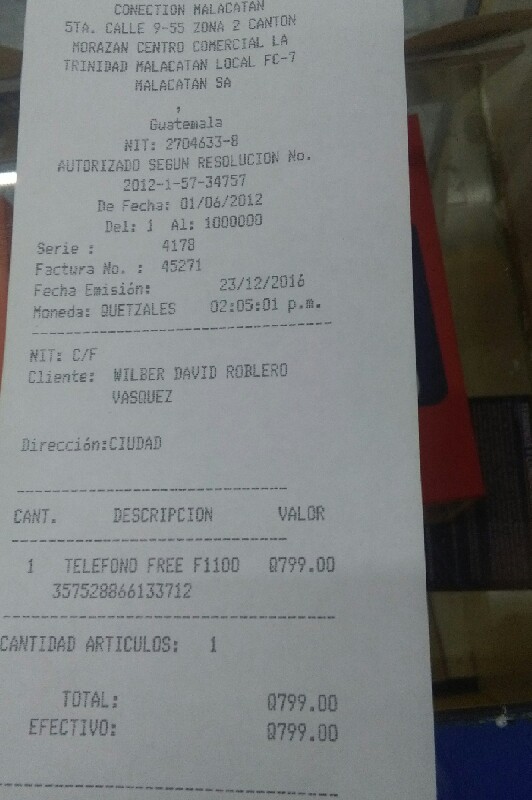 CONECTION MALACATAN
5TA. CALLE 9-55 ZONA 2 CANTON
MORAZAN CENTRO COMERCIAL LA
TRINIDAD MALACATAN LOCAL FC-7
MALACATAN SA
,
Guatemala
NIT: 2704633-8
AUTORIZADO SEGUN RESOLUCION No.
2012-1-57-34757
De Fecha: 01/06/2012
Del: 1 Al: 1000000
Serie : 4178
Factura No. : 45271
Fecha Emisión: 23/12/2016
Moneda: QUETZALES 02:05:01 p.m.
NIT: C/F
Cliente: WILBER DAVID ROBLERO
VASQUEZ
Dirección:CIUDAD
CANT. DESCRIPCION VALOR
1 TELEFONO FREE F1100 Q799.00
357528866133712
CANTIDAD ARTICULOS: 1
TOTAL: Q799.00
EFECTIVO: Q799.00